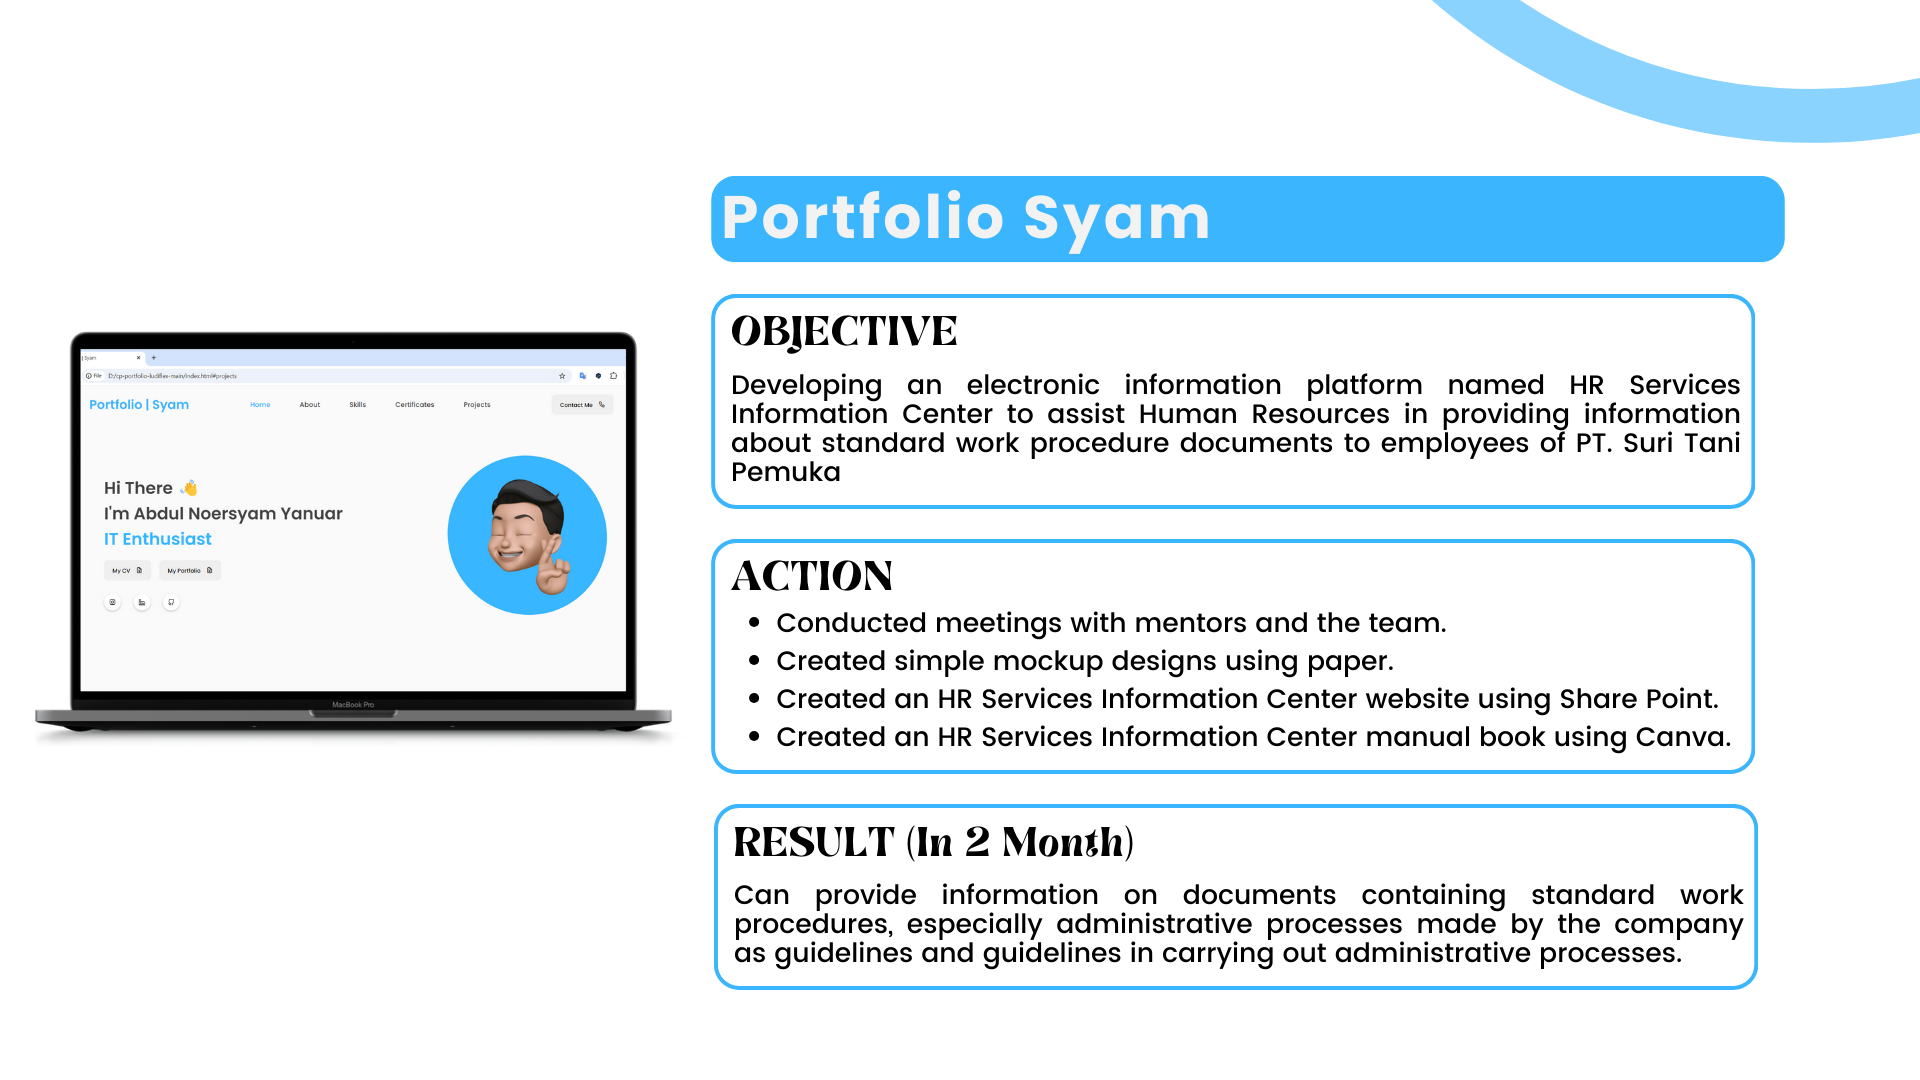 Portfolio Syam
OBJECTIVE
Developing an electronic information platform named HR Services
Information Center to assist Human Resources in providing information
about standard work procedure documents to employees of PT. Suri Tani
Pemuka
ACTION
• Conducted meetings with mentors and the team.
• Created simple mockup designs using paper.
• Created an HR Services Information Center website using Share Point.
• Created an HR Services Information Center manual book using Canva.
RESULT (In 2 Month)
Can provide information on documents containing standard work
procedures, especially administrative processes made by the company
as guidelines and guidelines in carrying out administrative processes.
| Syam
File D:/cp-portfolio-ludiflex-main/index.html#projects
Portfolio | Syam Home About Skills Certificates Projects Contact Me
Hi There 👋
I'm Abdul Noersyam Yanuar
IT Enthusiast
My CV My Portfolio
MacBook Pro